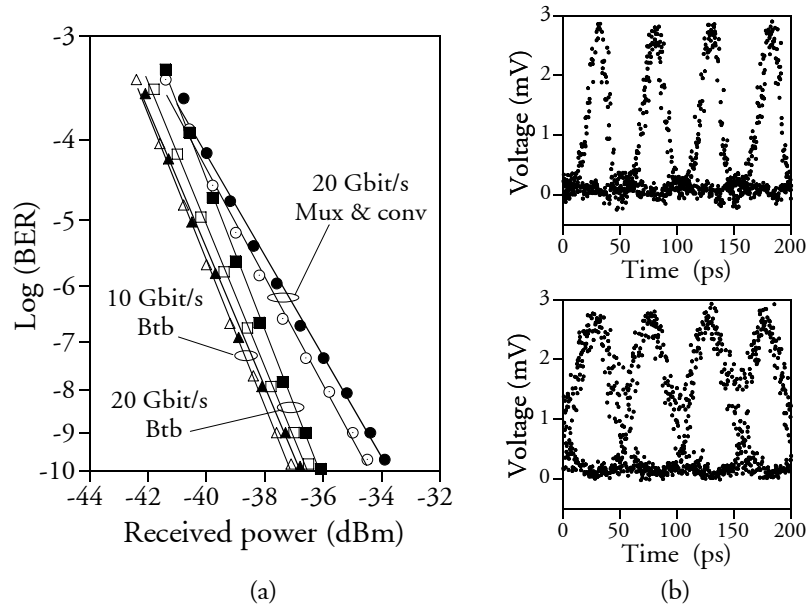 -3
-4
-5
-6
-7
-8
-9
-10
Log (BER)
20 Gbit/s
Mux & conv
10 Gbit/s
Btb
20 Gbit/s
Btb
-44 -42 -40 -38 -36 -34 -32
Received power (dBm)
(a)
3
2
1
0
Voltage (mV)
0 50 100 150 200
Time (ps)
3
2
1
0
Voltage (mV)
0 50 100 150 200
Time (ps)
(b)